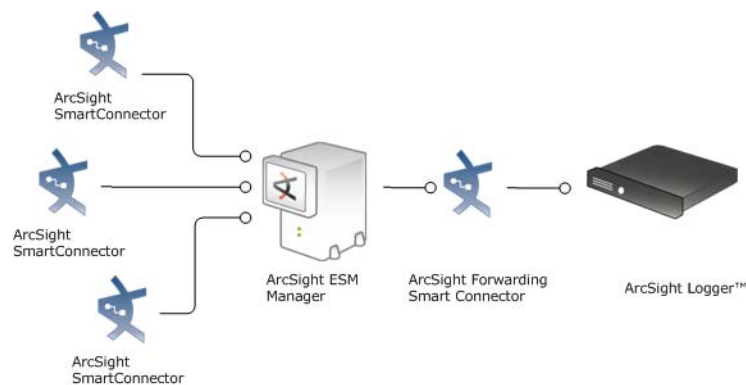 ArcSight
SmartConnector
ArcSight
SmartConnector
ArcSight
SmartConnector
ArcSight ESM
Manager
ArcSight Forwarding
Smart Connector
ArcSight Logger™